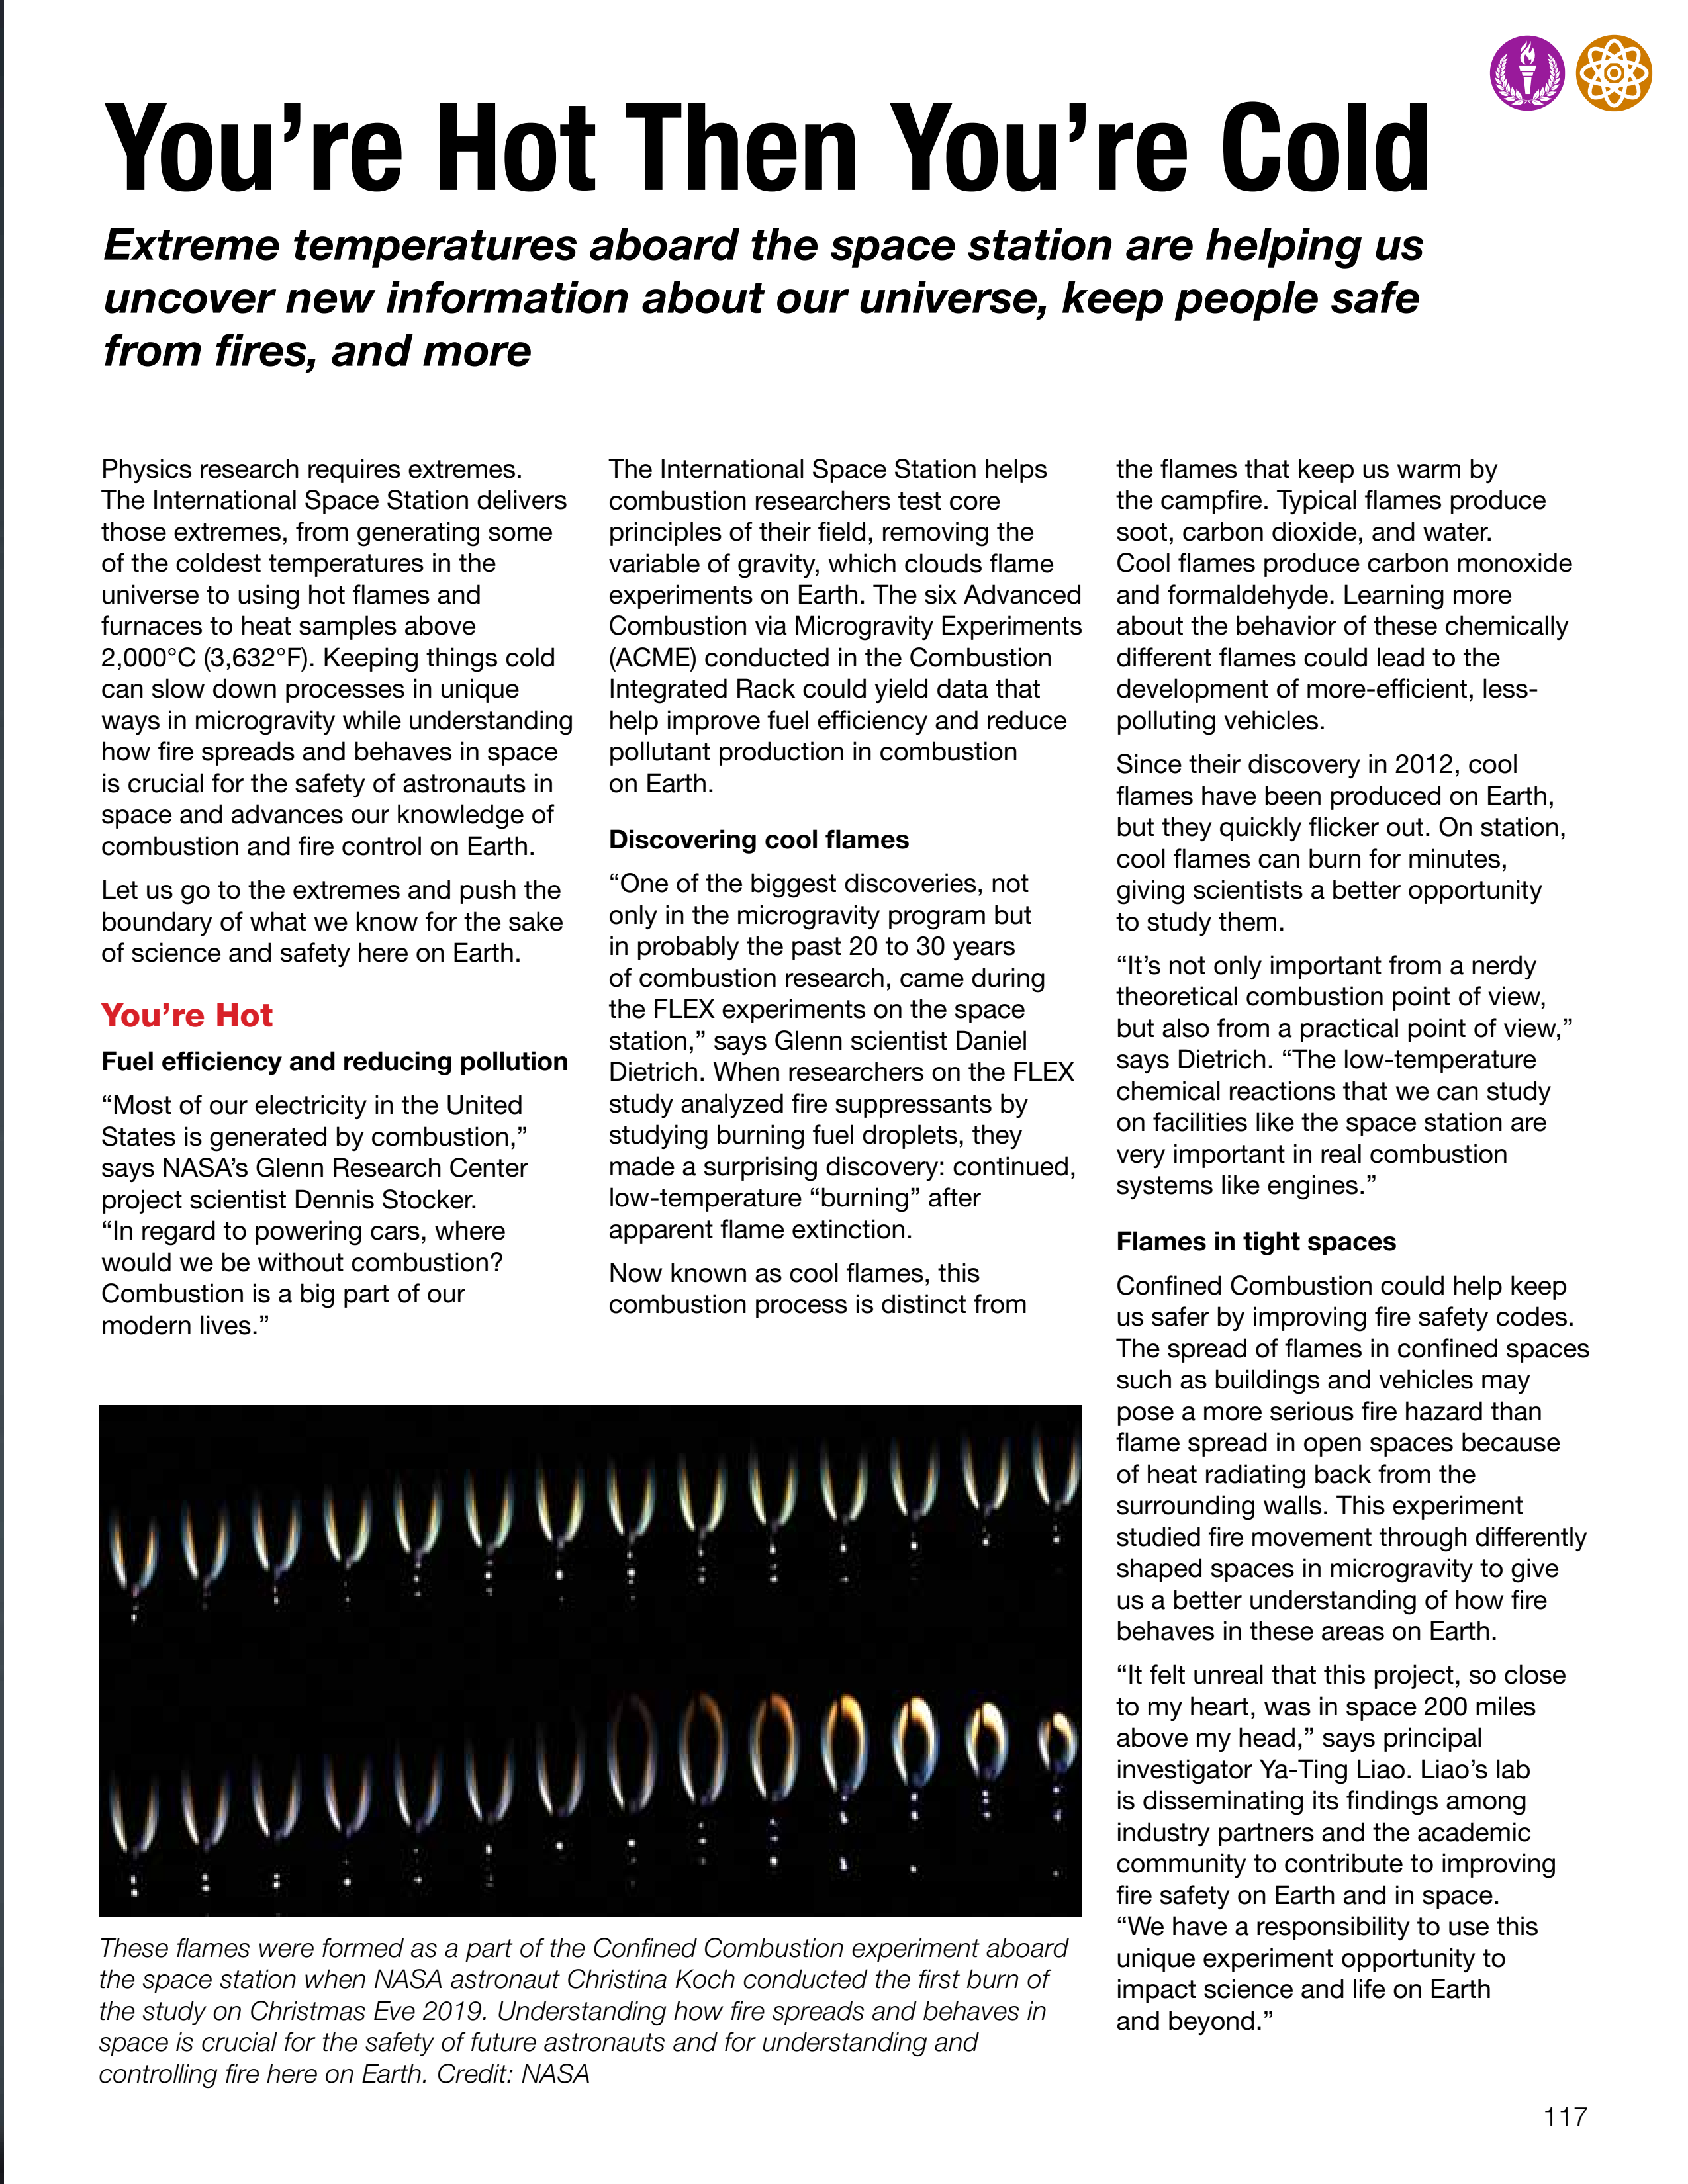 You’re Hot Then You’re Cold
Extreme temperatures aboard the space station are helping us
uncover new information about our universe, keep people safe
from fires, and more
Physics research requires extremes.
The International Space Station delivers
those extremes, from generating some
of the coldest temperatures in the
universe to using hot flames and
furnaces to heat samples above
2,000°C (3,632°F). Keeping things cold
can slow down processes in unique
ways in microgravity while understanding
how fire spreads and behaves in space
is crucial for the safety of astronauts in
space and advances our knowledge of
combustion and fire control on Earth.
Let us go to the extremes and push the
boundary of what we know for the sake
of science and safety here on Earth.
You’re Hot
Fuel efficiency and reducing pollution
“Most of our electricity in the United
States is generated by combustion,”
says NASA’s Glenn Research Center
project scientist Dennis Stocker.
“In regard to powering cars, where
would we be without combustion?
Combustion is a big part of our
modern lives.”
The International Space Station helps
combustion researchers test core
principles of their field, removing the
variable of gravity, which clouds flame
experiments on Earth. The six Advanced
Combustion via Microgravity Experiments
(ACME) conducted in the Combustion
Integrated Rack could yield data that
help improve fuel efficiency and reduce
pollutant production in combustion
on Earth.
Discovering cool flames
“One of the biggest discoveries, not
only in the microgravity program but
in probably the past 20 to 30 years
of combustion research, came during
the FLEX experiments on the space
station,” says Glenn scientist Daniel
Dietrich. When researchers on the FLEX
study analyzed fire suppressants by
studying burning fuel droplets, they
made a surprising discovery: continued,
low-temperature “burning” after
apparent flame extinction.
Now known as cool flames, this
combustion process is distinct from
the flames that keep us warm by
the campfire. Typical flames produce
soot, carbon dioxide, and water.
Cool flames produce carbon monoxide
and formaldehyde. Learning more
about the behavior of these chemically
different flames could lead to the
development of more-efficient, less-
polluting vehicles.
Since their discovery in 2012, cool
flames have been produced on Earth,
but they quickly flicker out. On station,
cool flames can burn for minutes,
giving scientists a better opportunity
to study them.
“It’s not only important from a nerdy
theoretical combustion point of view,
but also from a practical point of view,”
says Dietrich. “The low-temperature
chemical reactions that we can study
on facilities like the space station are
very important in real combustion
systems like engines.”
Flames in tight spaces
Confined Combustion could help keep
us safer by improving fire safety codes.
The spread of flames in confined spaces
such as buildings and vehicles may
pose a more serious fire hazard than
flame spread in open spaces because
of heat radiating back from the
surrounding walls. This experiment
studied fire movement through differently
shaped spaces in microgravity to give
us a better understanding of how fire
behaves in these areas on Earth.
“It felt unreal that this project, so close
to my heart, was in space 200 miles
above my head,” says principal
investigator Ya-Ting Liao. Liao’s lab
is disseminating its findings among
industry partners and the academic
community to contribute to improving
fire safety on Earth and in space.
“We have a responsibility to use this
unique experiment opportunity to
impact science and life on Earth
and beyond.”
These flames were formed as a part of the Confined Combustion experiment aboard
the space station when NASA astronaut Christina Koch conducted the first burn of
the study on Christmas Eve 2019. Understanding how fire spreads and behaves in
space is crucial for the safety of future astronauts and for understanding and
controlling fire here on Earth. Credit: NASA
117